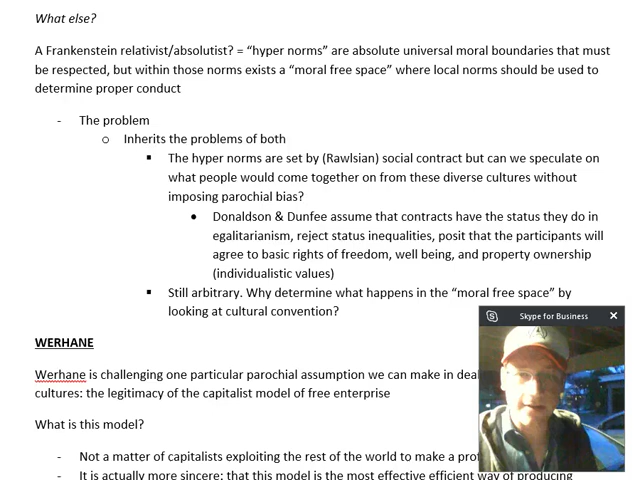 What else?
A Frankenstein relativist/absolutist? = “hyper norms” are absolute universal moral boundaries that must
be respected, but within those norms exists a “moral free space” where local norms should be used to
determine proper conduct
- The problem
o Inherits the problems of both
▪ The hyper norms are set by (Rawlsian) social contract but can we speculate on
what people would come together on from these diverse cultures without
imposing parochial bias?
• Donaldson & Dunfee assume that contracts have the status they do in
egalitarianism, reject status inequalities, posit that the participants will
agree to basic rights of freedom, well being, and property ownership
(individualistic values)
▪ Still arbitrary. Why determine what happens in the “moral free space” by
looking at cultural convention?
Skype for Business
WERHANE
Werhane is challenging one particular parochial assumption we can make in deal
cultures: the legitimacy of the capitalist model of free enterprise
What is this model?
- Not a matter of capitalists exploiting the rest of the world to make a prof
- It is actually more sincere: that this model is the most effective efficient way of producing